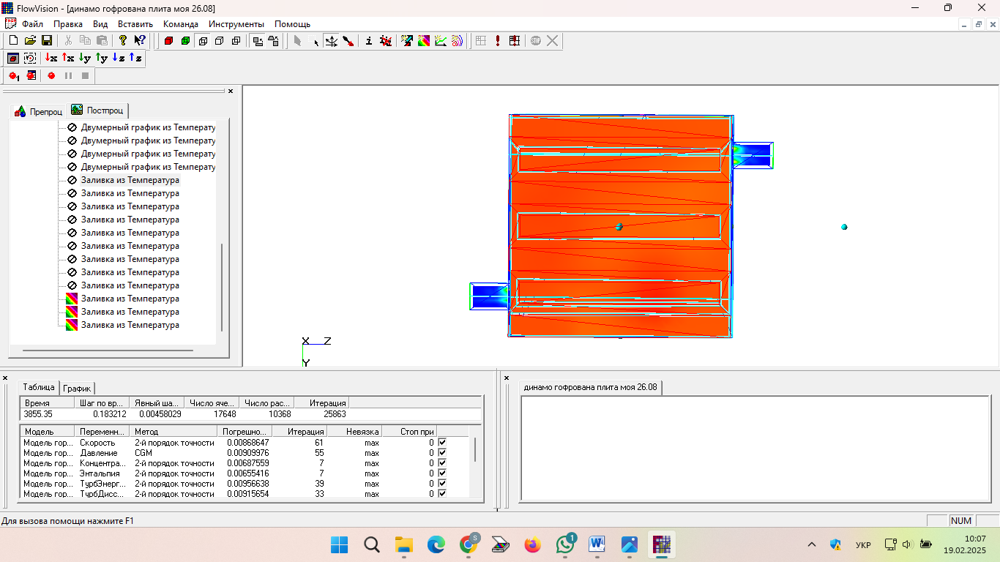 FlowVision - [динамо гофрована плита моя 26.08]
Файл Правка Вид Вставить Команда Инструменты Помощь
x x y y z z
1
Препроц Постпроц
Двумерный график из Температу
Двумерный график из Температу
Двумерный график из Температу
Двумерный график из Температу
Заливка из Температура
Заливка из Температура
Заливка из Температура
Заливка из Температура
Заливка из Температура
Заливка из Температура
Заливка из Температура
Заливка из Температура
Заливка из Температура
Заливка из Температура
Заливка из Температура
Заливка из Температура
X Z
Y
Таблица График
Время Шаг по вр... Явный ша... Число яче... Число рас... Итерация
3855.35 0.183212 0.00458029 17648 10368 25863
Модель Переменн... Метод Погрешно... Итерация Невязка Стоп при
Модель гор... Скорость 2-й порядок точности 0.00868647 61 max 0
Модель гор... Давление CGM 0.00909976 55 max 0
Модель гор... Концентра... 2-й порядок точности 0.00687559 7 max 0
Модель гор... Энтальпия 2-й порядок точности 0.00655416 7 max 0
Модель гор... ТурбЭнерг... 2-й порядок точности 0.00956638 39 max 0
Модель гор... ТурбДисс... 2-й порядок точности 0.00915654 33 max 0
динамо гофрована плита моя 26.08
Для вызова помощи нажмите F1
NUM
S
1
УКР
10:07
19.02.2025